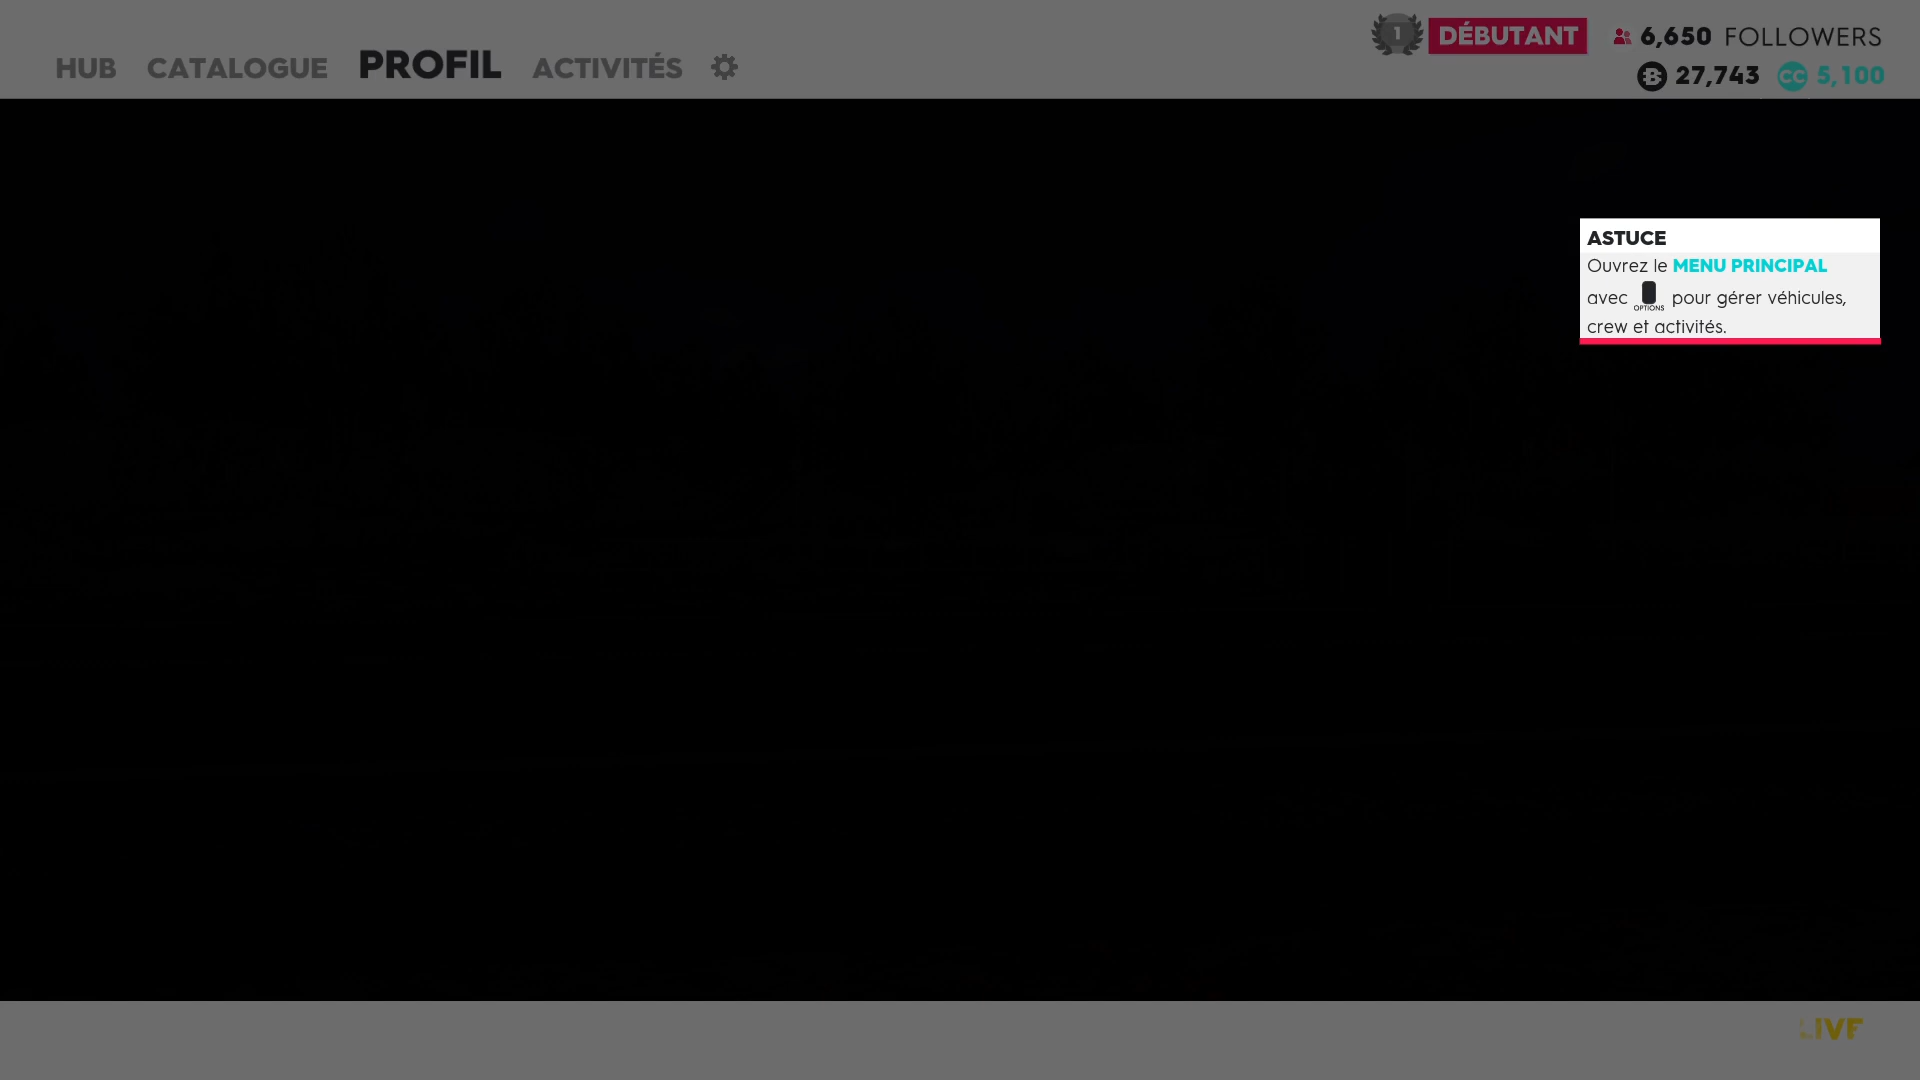 HUB CATALOGUE PROFIL ACTIVITÉS
1 DÉBUTANT 6,650 FOLLOWERS
27,743 CC 5,100
ASTUCE
Ouvrez le MENU PRINCIPAL
avec OPTIONS pour gérer véhicules,
crew et activités.
LIVE